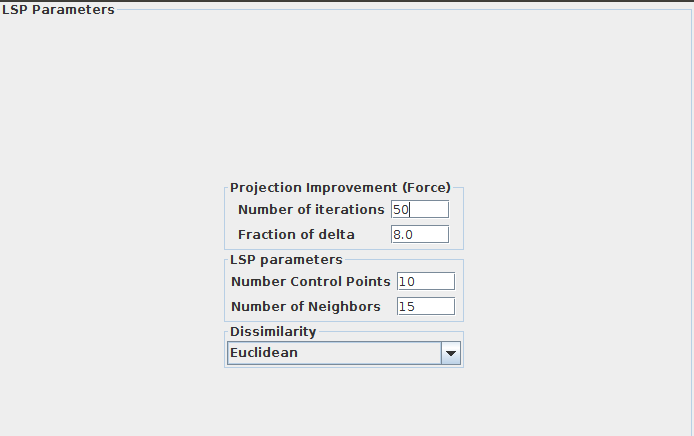 LSP Parameters
Projection Improvement (Force)
Number of iterations 50
Fraction of delta 8.0
LSP parameters
Number Control Points 10
Number of Neighbors 15
Dissimilarity
Euclidean